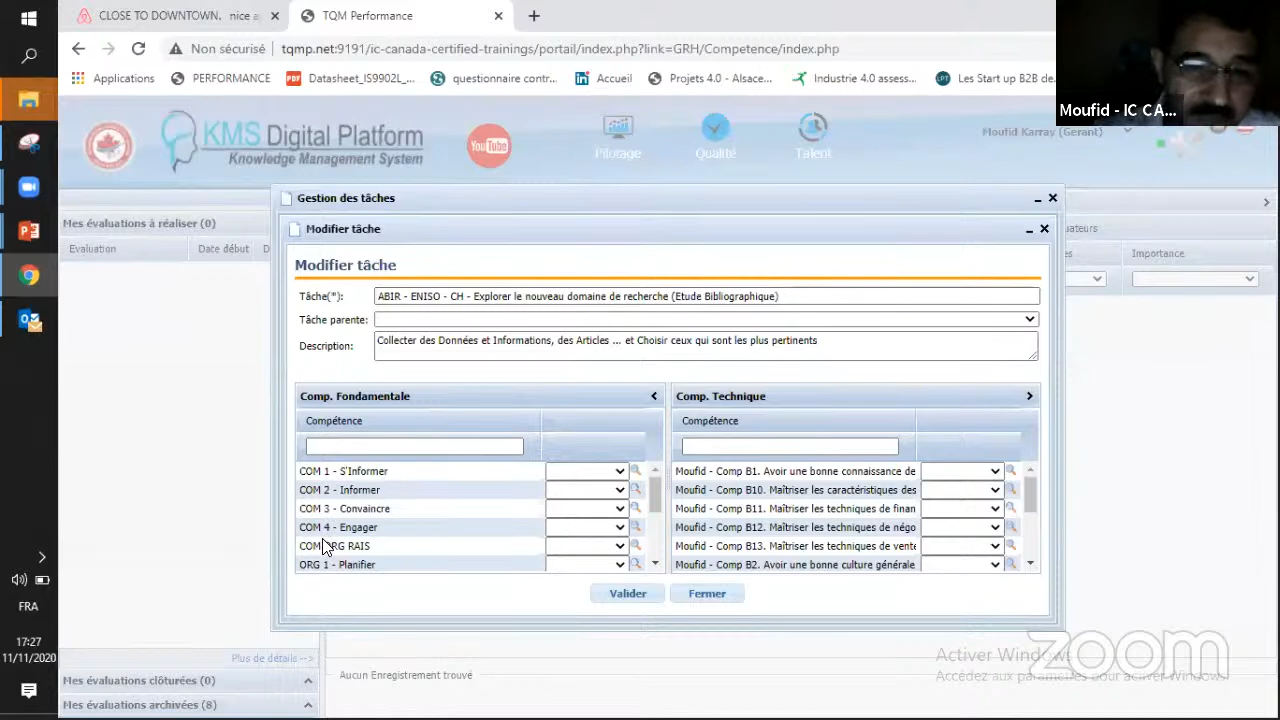 CLOSE TO DOWNTOWN. nice a
TQM Performance
Non sécurisé | tqmp.net:9191/ic-canada-certified-trainings/portal/index.php?link=GRH/Competence/index.php
Applications PERFORMANCE Datasheet_IS9902L_... questionnaire contr... Accueil Projets 4.0 - Alsace... Industrie 4.0 assess... Les Start up B2B de
Moufid - IC CA...
KMS Digital Platform
Knowledge Management System
YouTube
Pilotage Qualité Talent
Moufid Karray (Gerant)
Gestion des tâches
Mes évaluations à réaliser (0)
Evaluation Date début D
uateurs
es Importance
Modifier tâche
Modifier tâche
Tâche(*): ABIR - ENISO - CH - Explorer le nouveau domaine de recherche (Etude Bibliographique)
Tâche parente:
Description: Collecter des Données et Informations, des Articles ... et Choisir ceux qui sont les plus pertinents
Comp. Fondamentale
Compétence
COM 1 - S'Informer
COM 2 - Informer
COM 3 - Convaincre
COM 4 - Engager
COM RG RAIS
ORG 1 - Planifier
Comp. Technique
Compétence
Moufid - Comp B1. Avoir une bonne connaissance de
Moufid - Comp B10. Maîtriser les caractéristiques des
Moufid - Comp B11. Maîtriser les techniques de finan
Moufid - Comp B12. Maîtriser les techniques de négo
Moufid - Comp B13. Maîtriser les techniques de vente
Moufid - Comp B2. Avoir une bonne culture générale
Valider Fermer
Plus de détails -->
Mes évaluations clôturées (0)
Mes évaluations archivées (8)
Aucun Enregistrement trouvé
Activer Windows
Accédez aux paramètres pour activer Windows.
zoom
FRA
17:27
11/11/2020